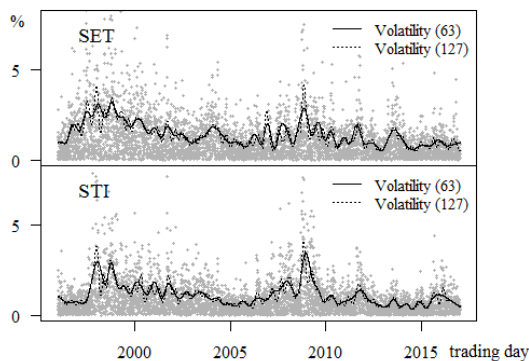 %
SET
Volatility (63)
Volatility (127)
5
0
STI
Volatility (63)
Volatility (127)
5
0
2000 2005 2010 2015 trading day